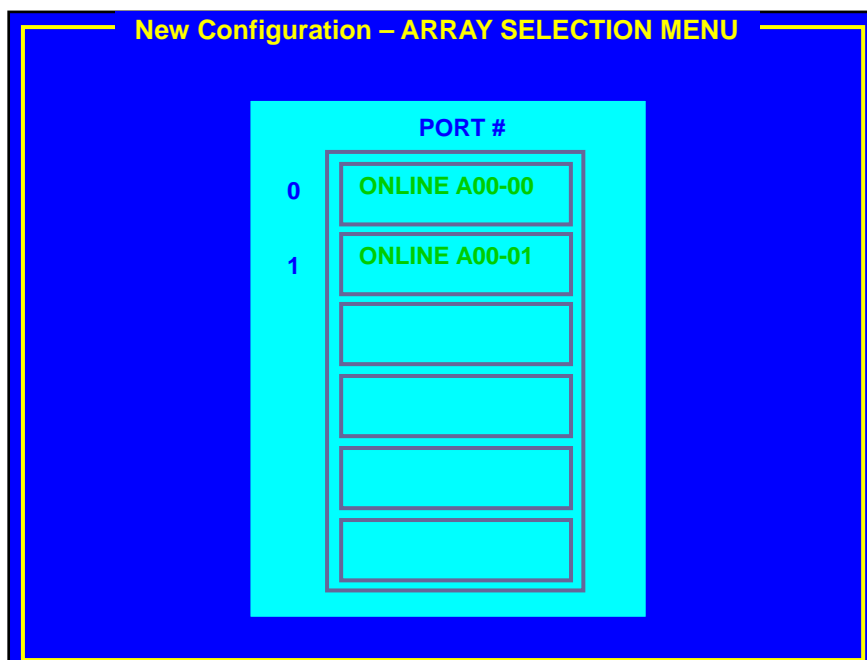 New Configuration – ARRAY SELECTION MENU
PORT #
0 ONLINE A00-00
1 ONLINE A00-01